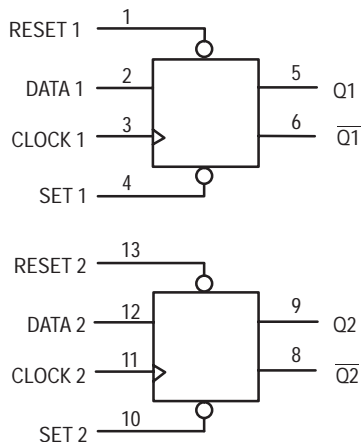 RESET 1 1
DATA 1 2 5 Q1
CLOCK 1 3 6 Q1
SET 1 4
RESET 2 13
DATA 2 12 9 Q2
CLOCK 2 11 8 Q2
SET 2 10